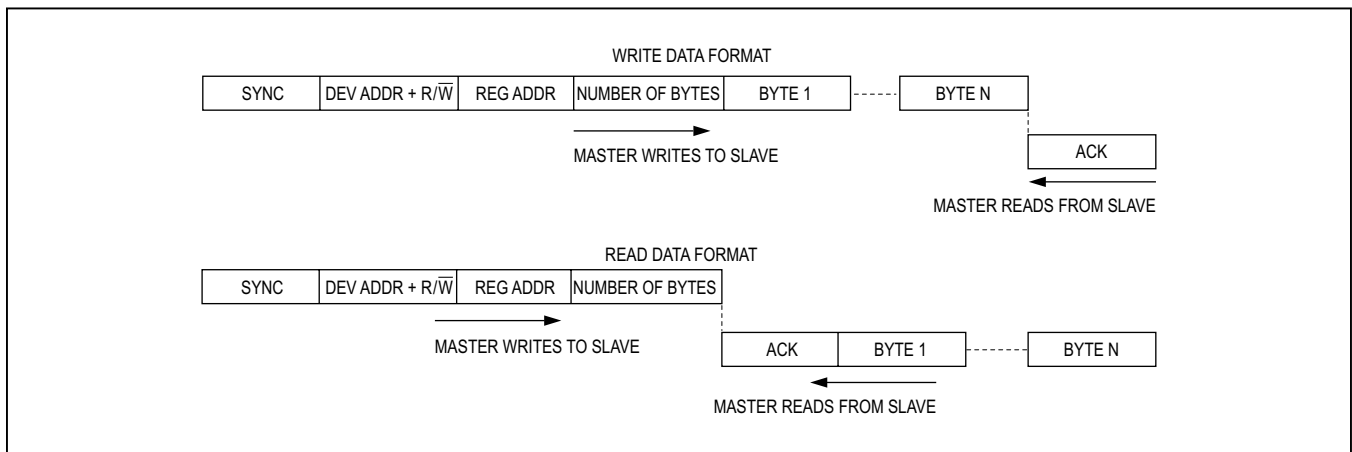 WRITE DATA FORMAT
SYNC DEV ADDR + R/W̅ REG ADDR NUMBER OF BYTES BYTE 1 BYTE N
MASTER WRITES TO SLAVE
ACK
MASTER READS FROM SLAVE
READ DATA FORMAT
SYNC DEV ADDR + R/W̅ REG ADDR NUMBER OF BYTES
MASTER WRITES TO SLAVE
ACK BYTE 1 BYTE N
MASTER READS FROM SLAVE